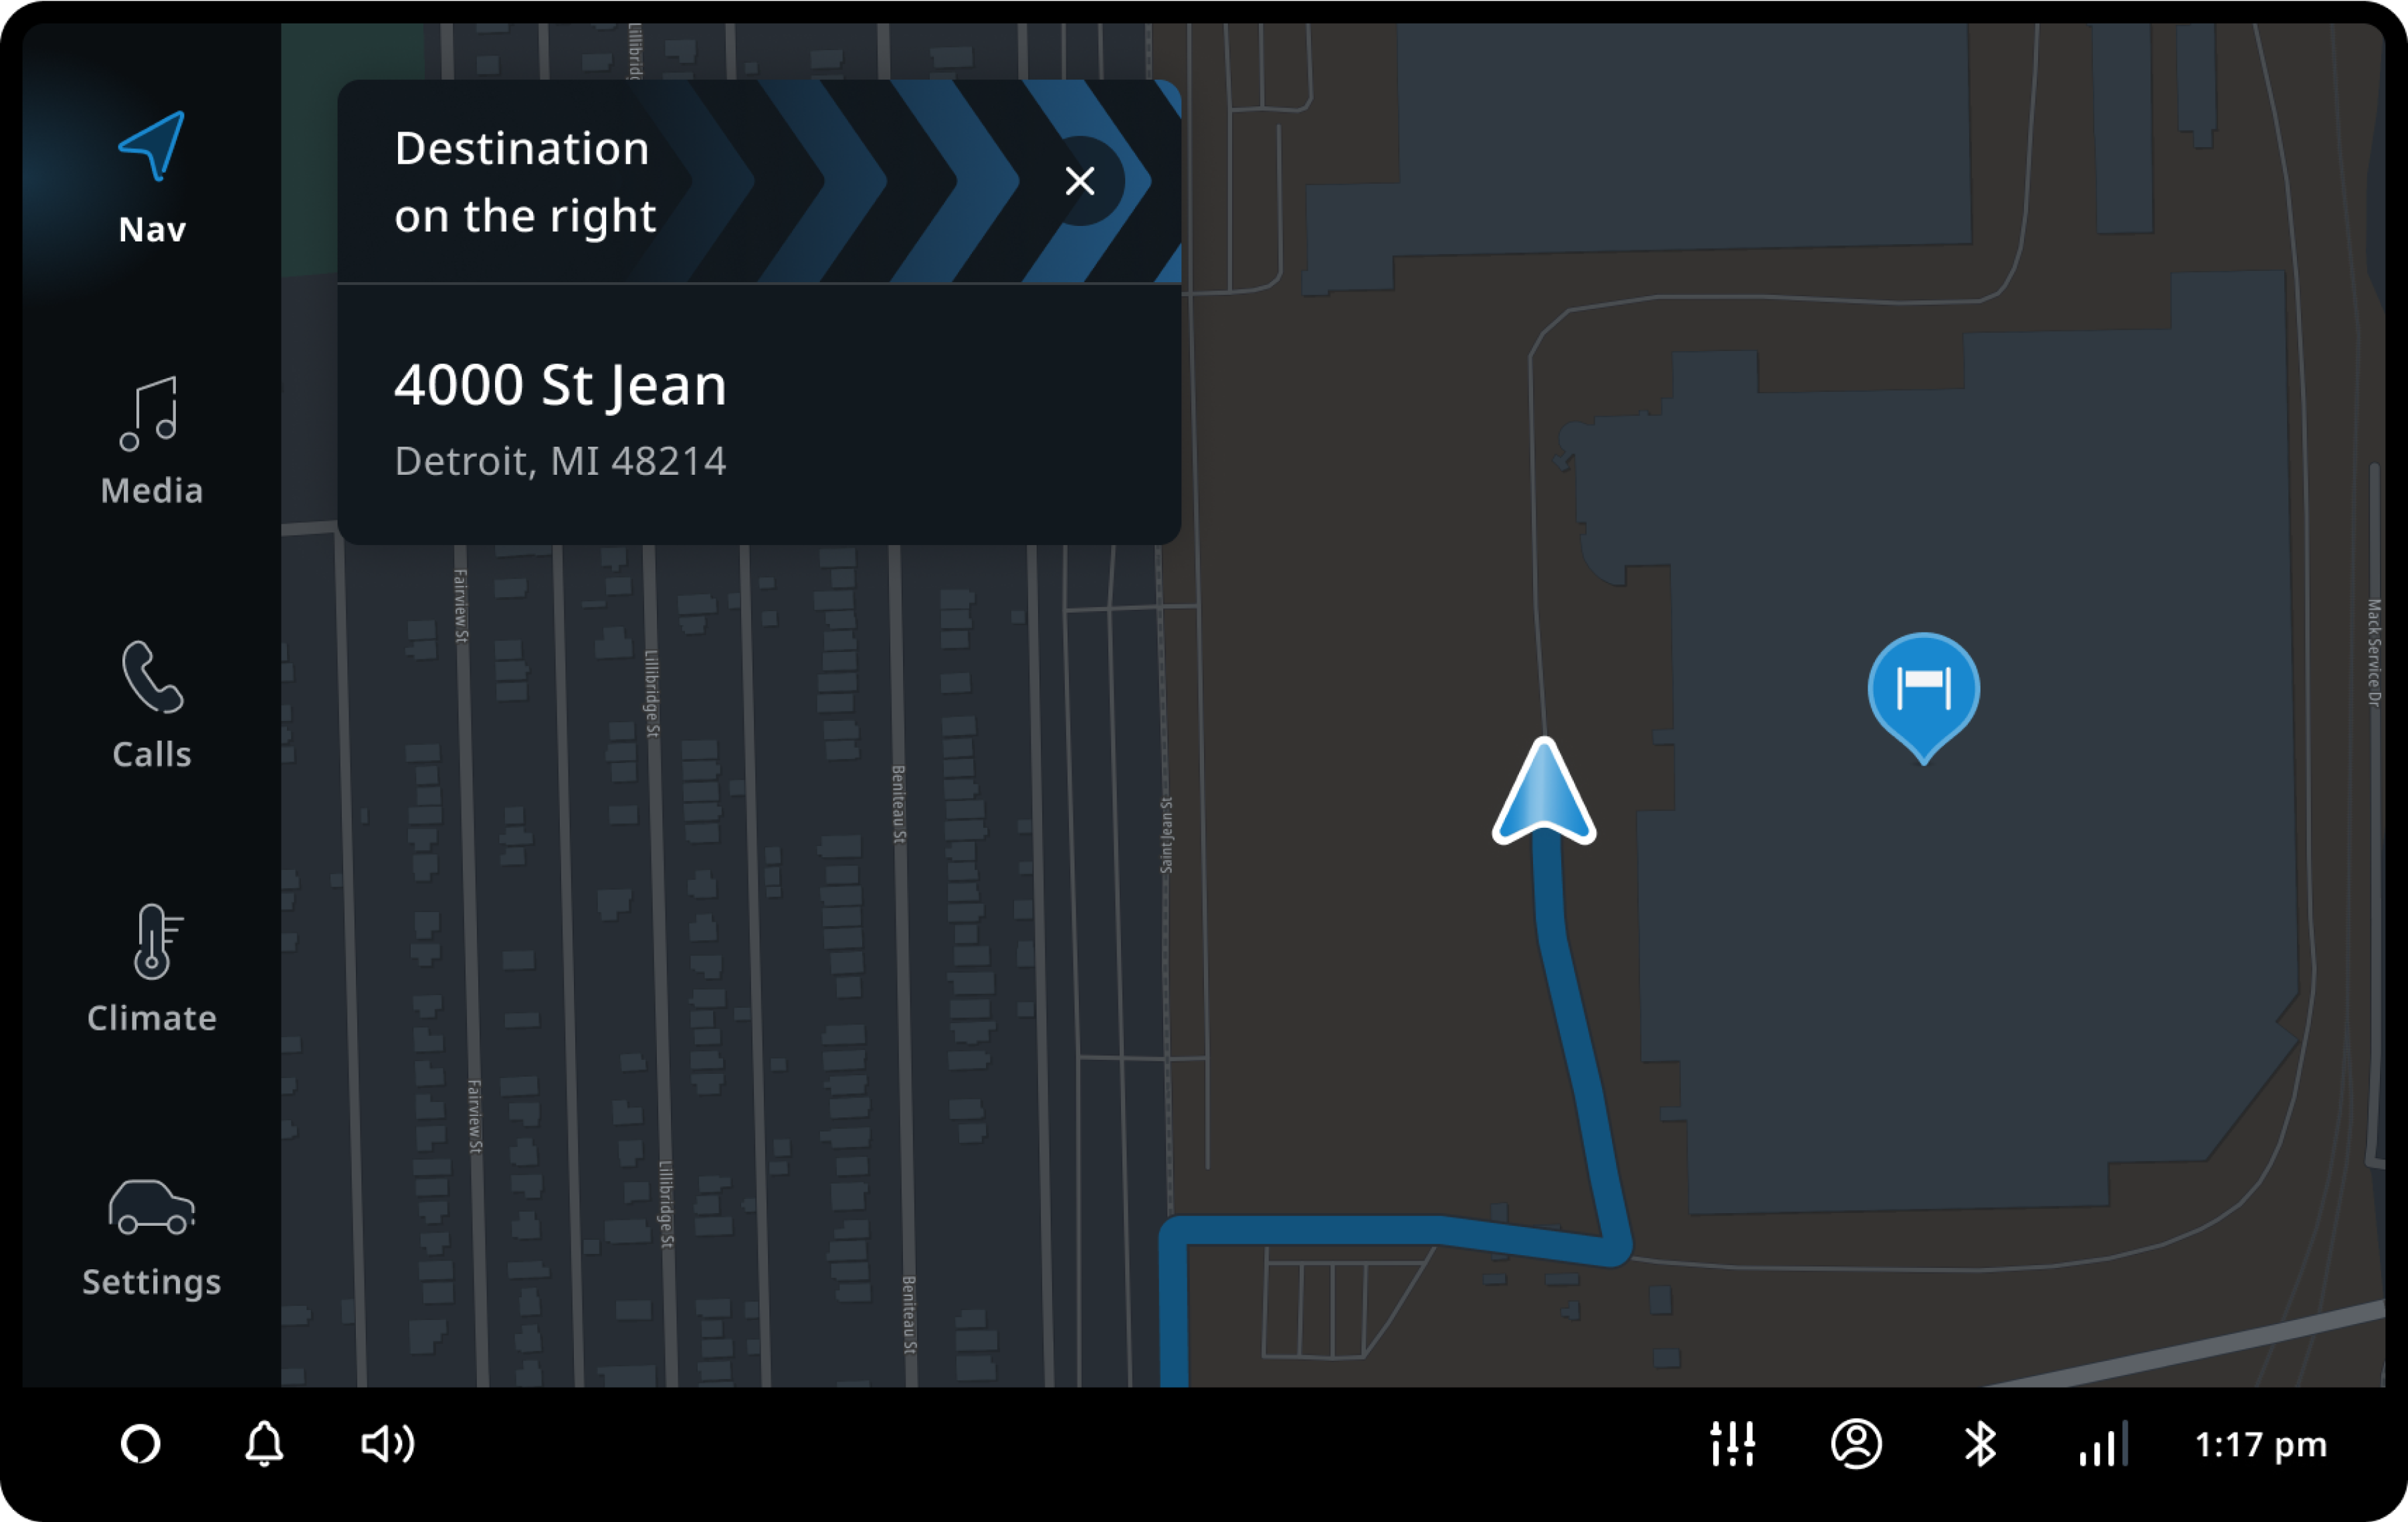 Nav
Media
Calls
Climate
Settings
Destination
on the right
4000 St Jean
Detroit, MI 48214
Fairview St
Lillibridge St
Beniteau St
Saint Jean St
Mack Service Dr
Fairview St
Lillibridge St
Beniteau St
1:17 pm